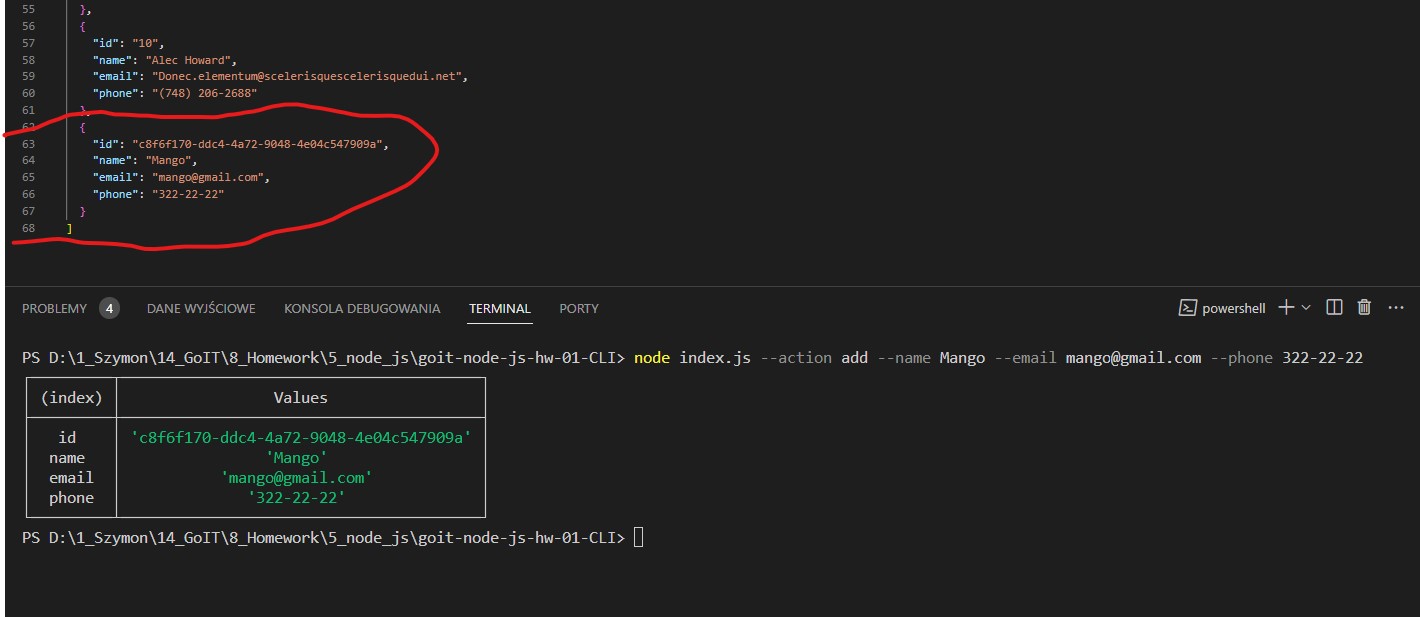 55 },
56 {
57 "id": "10",
58 "name": "Alec Howard",
59 "email": "Donec.elementum@scelerisquescelerisquedui.net",
60 "phone": "(748) 206-2688"
61 },
62 {
63 "id": "c8f6f170-ddc4-4a72-9048-4e04c547909a",
64 "name": "Mango",
65 "email": "mango@gmail.com",
66 "phone": "322-22-22"
67 }
68 ]
PROBLEMY 4 DANE WYJŚCIOWE KONSOLA DEBUGOWANIA TERMINAL PORTY powershell
PS D:\1_Szymon\14_GoIT\8_Homework\5_node_js\goit-node-js-hw-01-CLI> node index.js --action add --name Mango --email mango@gmail.com --phone 322-22-22
(index) Values
id 'c8f6f170-ddc4-4a72-9048-4e04c547909a'
name 'Mango'
email 'mango@gmail.com'
phone '322-22-22'
PS D:\1_Szymon\14_GoIT\8_Homework\5_node_js\goit-node-js-hw-01-CLI>